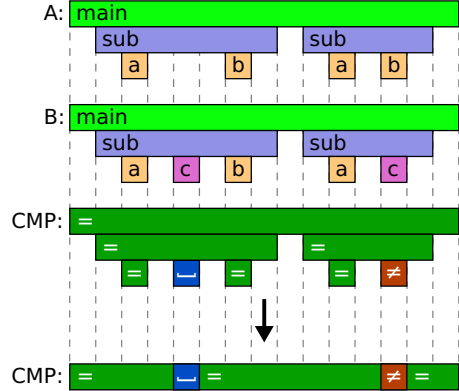 A: main
sub sub
a b a b
B: main
sub sub
a c b a c
CMP: =
= =
= ␣ = = ≠
CMP: = ␣ = ≠ =